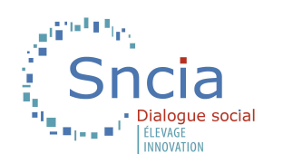 Sncia
Dialogue social
ÉLEVAGE
INNOVATION